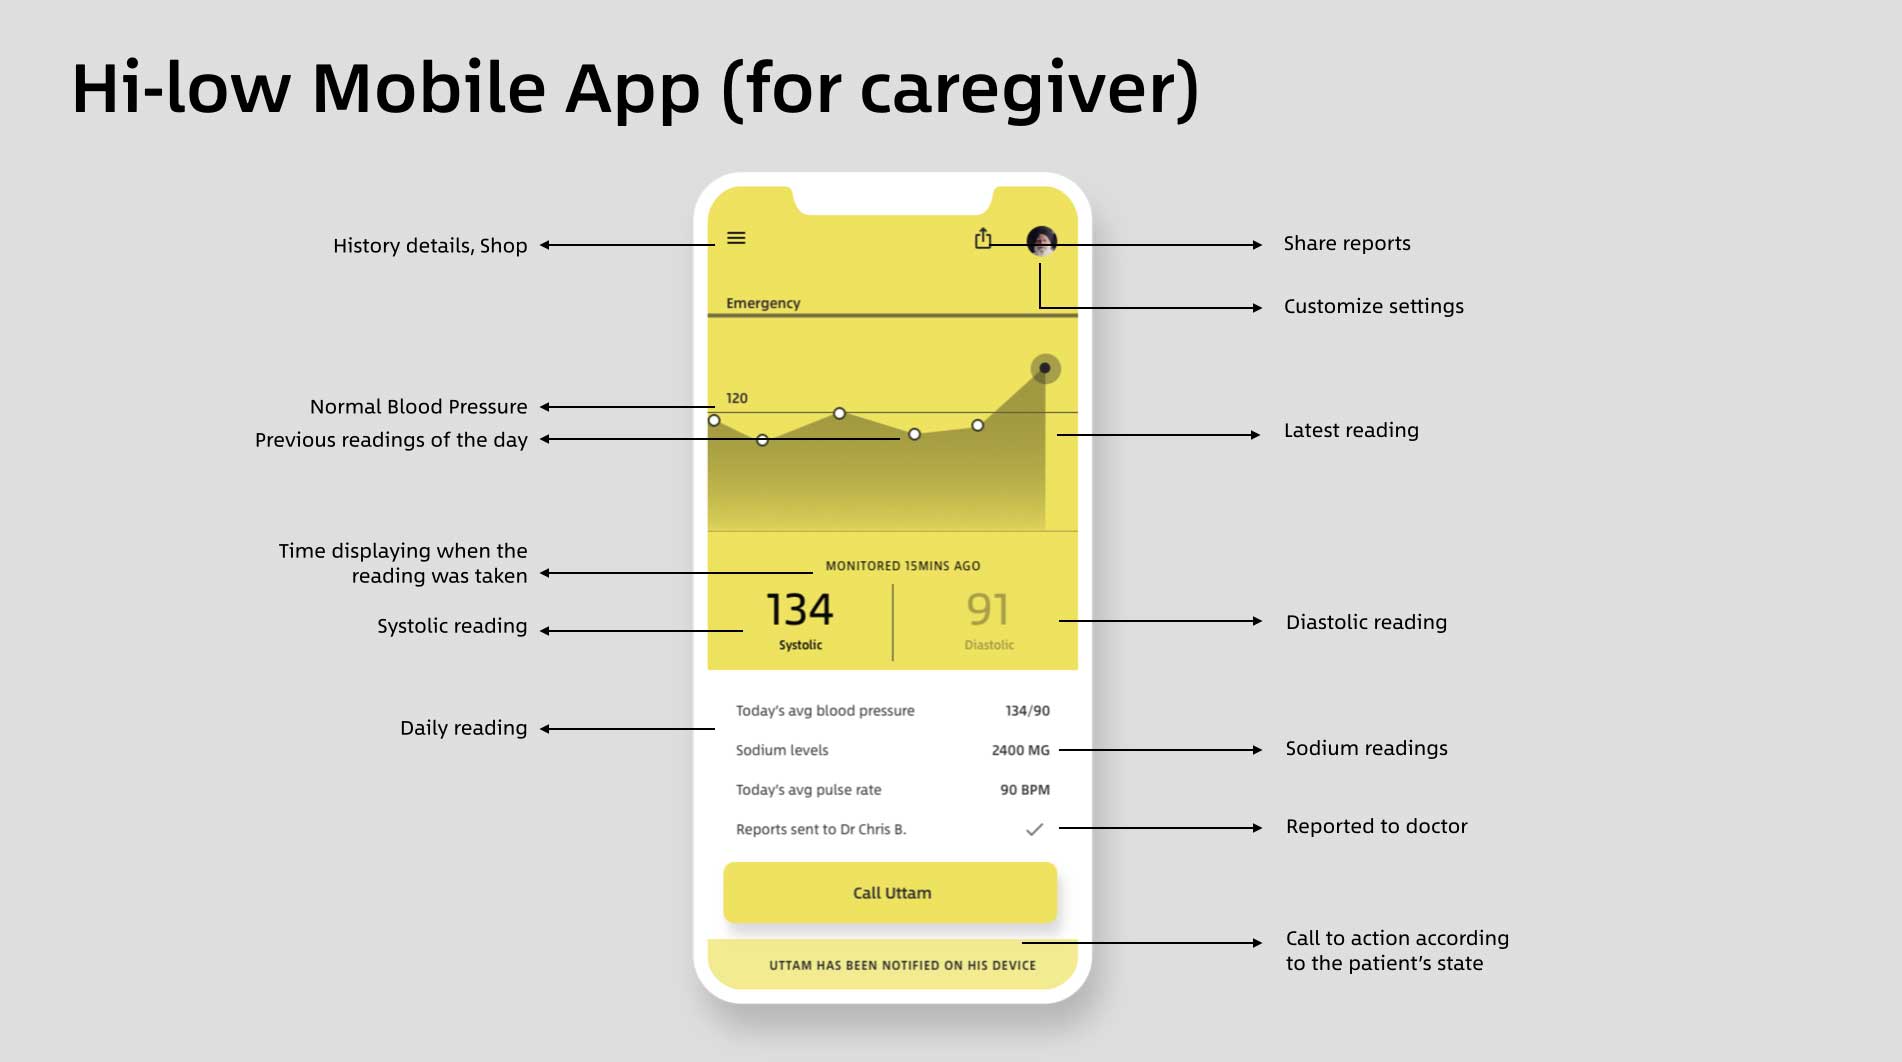 Hi-low Mobile App (for caregiver)
History details, Shop
Share reports
Customize settings
Emergency
120
Normal Blood Pressure
Previous readings of the day
Latest reading
Time displaying when the
reading was taken
MONITORED 15MINS AGO
134
91
Systolic
Diastolic
Systolic reading
Diastolic reading
Daily reading
Today's avg blood pressure 134/90
Sodium levels 2400 MG
Sodium readings
Today's avg pulse rate 90 BPM
Reports sent to Dr Chris B.
Reported to doctor
Call Uttam
Call to action according
to the patient's state
UTTAM HAS BEEN NOTIFIED ON HIS DEVICE